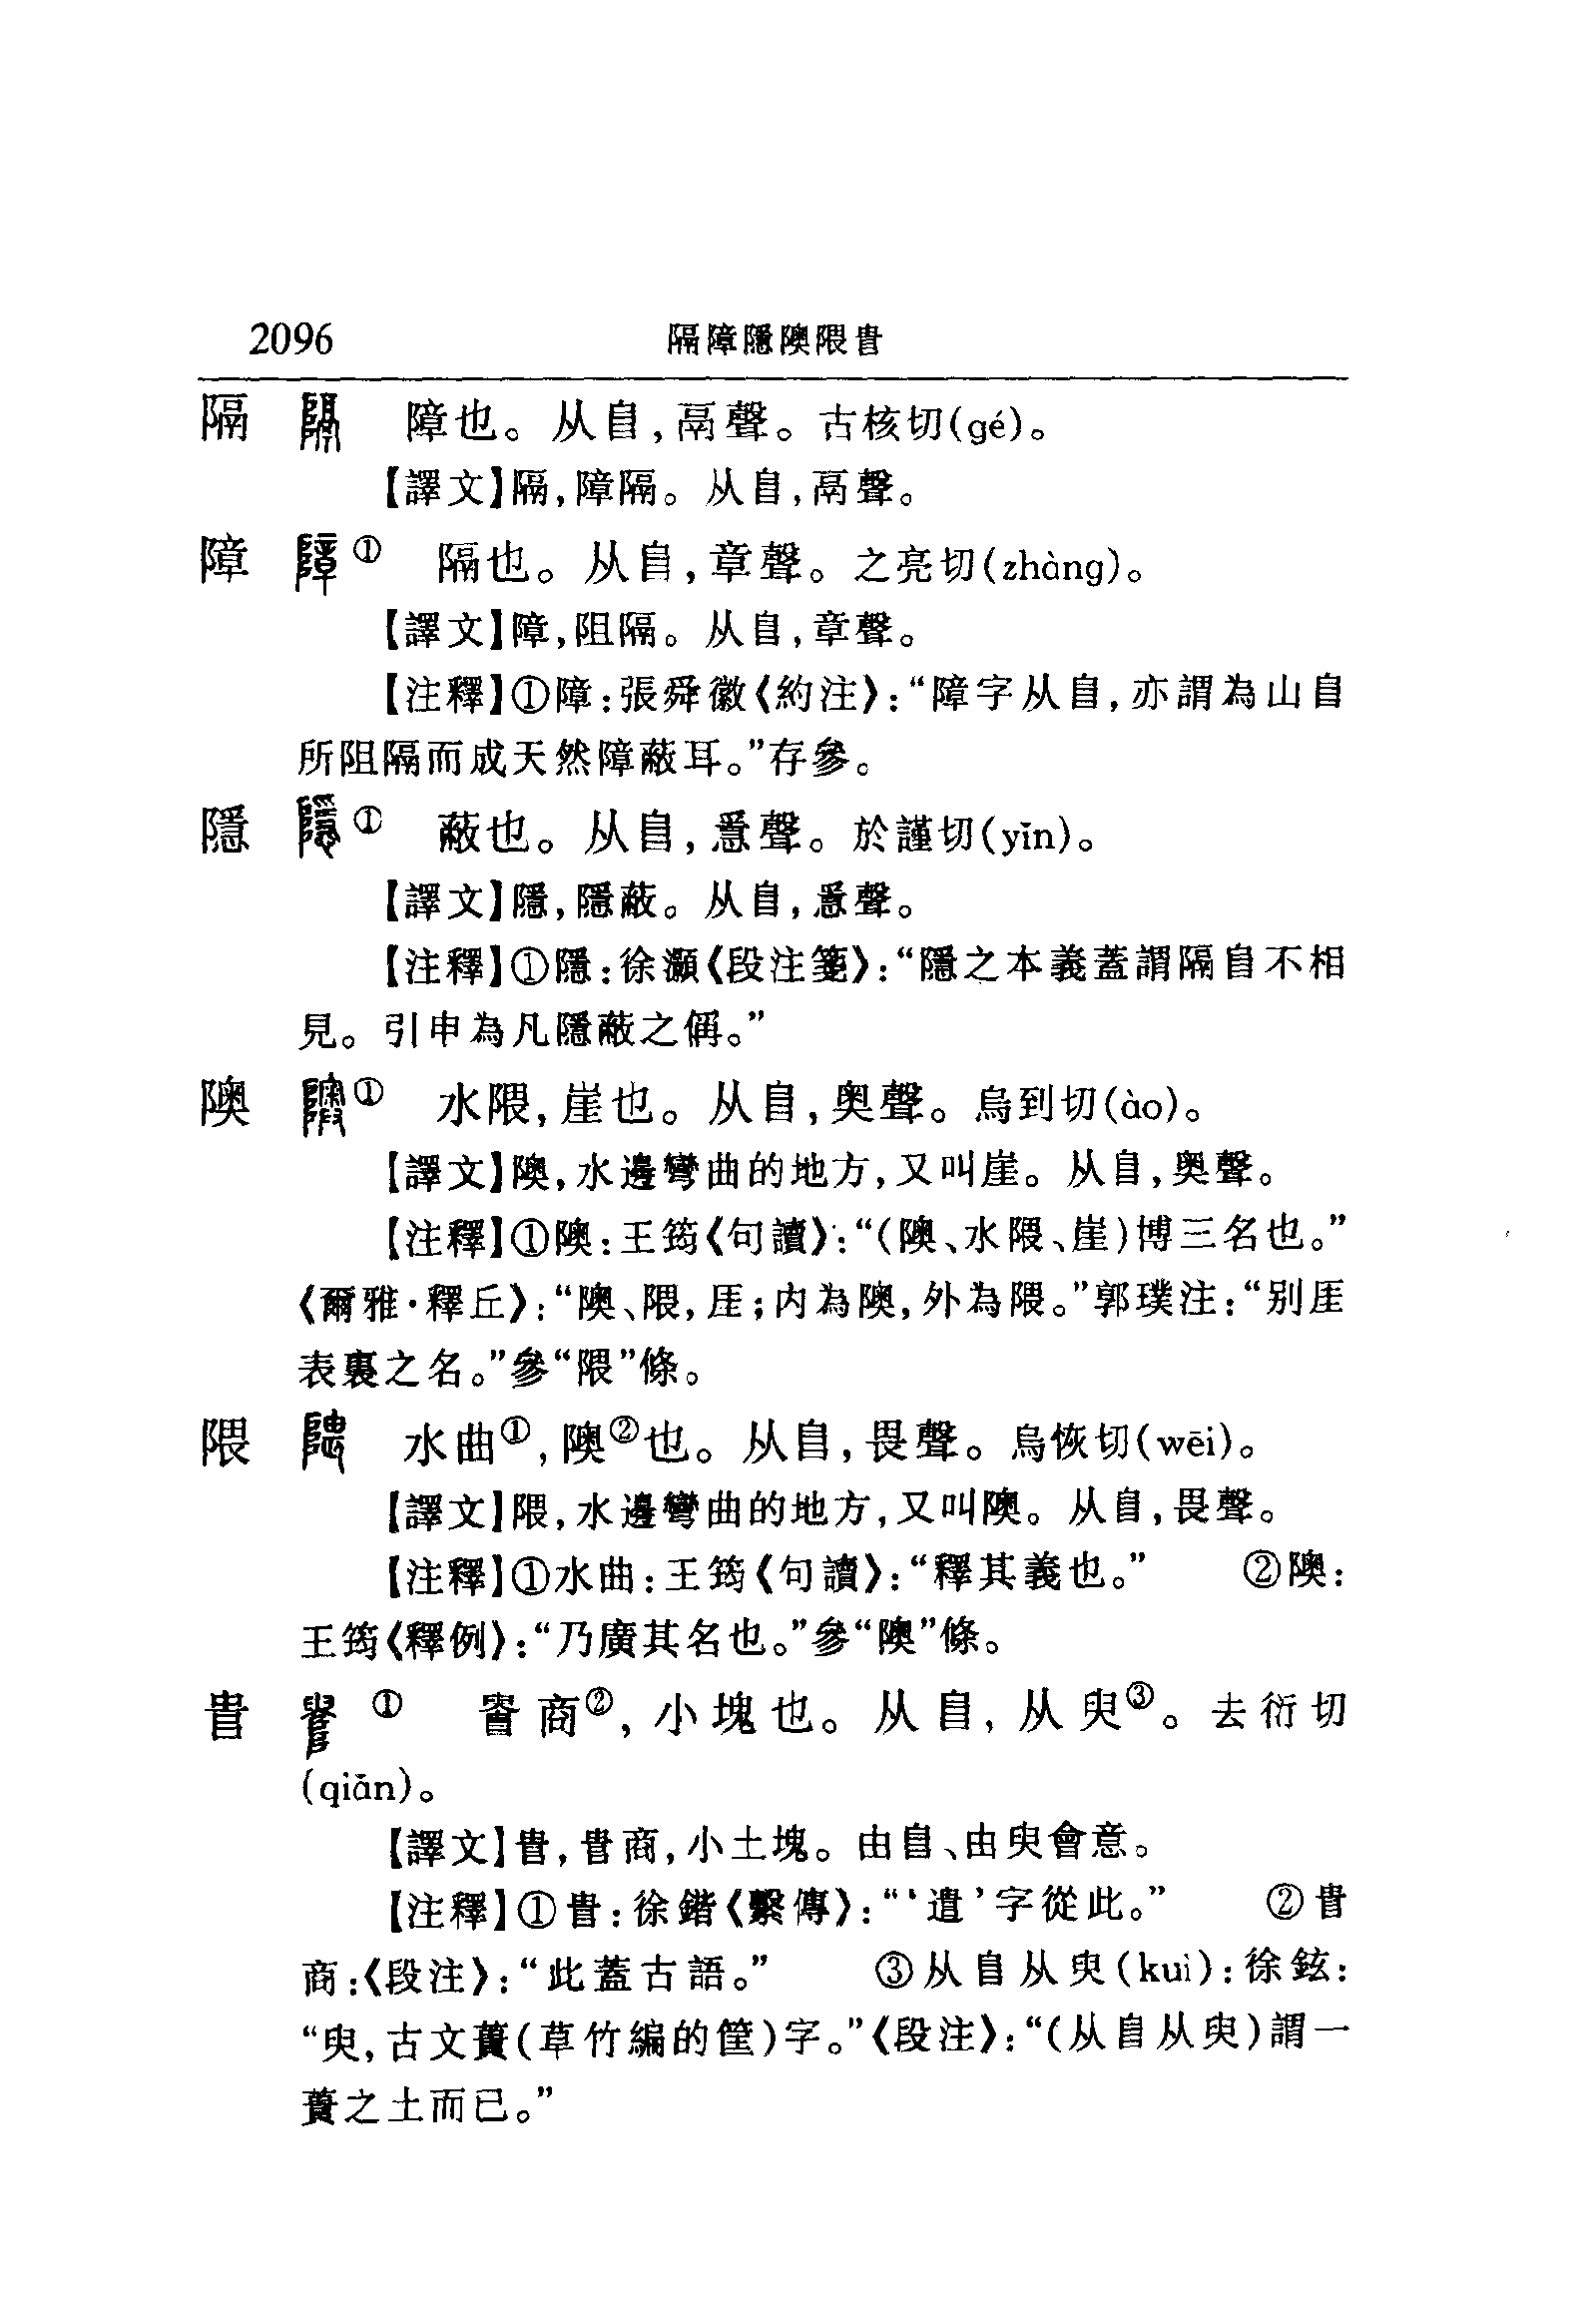 2096 隔障隱隩隈𠳋
隔 障也。从𨸏,鬲聲。古核切(gé)。
【譯文】隔,障隔。从𨸏,鬲聲。
障 ① 隔也。从𨸏,章聲。之亮切(zhàng)。
【譯文】障,阻隔。从𨸏,章聲。
【注釋】①障:張舜徽《約注》:“障字从𨸏,亦謂為山𨸏
所阻隔而成天然障蔽耳。”存參。
隱 ① 蔽也。从𨸏,㥯聲。於謹切(yǐn)。
【譯文】隱,隱蔽。从𨸏,㥯聲。
【注釋】①隱:徐灝《段注箋》:“隱之本義蓋謂隔𨸏不相
見。引申為凡隱蔽之偁。”
隩 ① 水隈,崖也。从𨸏,奧聲。烏到切(ào)。
【譯文】隩,水邊彎曲的地方,又叫崖。从𨸏,奧聲。
【注釋】①隩:王筠《句讀》:“(隩、水隈、崖)博三名也。”
《爾雅·釋丘》:“隩、隈,厓;内為隩,外為隈。”郭璞注:“别厓
表裏之名。”參“隈”條。
隈 水曲①,隩②也。从𨸏,畏聲。烏恢切(wēi)。
【譯文】隈,水邊彎曲的地方,又叫隩。从𨸏,畏聲。
【注釋】①水曲:王筠《句讀》:“釋其義也。” ②隩:
王筠《釋例》:“乃廣其名也。”參“隩”條。
𠳋 ① 𠳋商②,小塊也。从𨸏,从臾③。去衍切
(qiǎn)。
【譯文】𠳋,𠳋商,小土塊。由𨸏、由臾會意。
【注釋】①𠳋:徐鍇《繫傳》:“‘遣’字從此。” ②𠳋
商:《段注》:“此蓋古語。” ③从𨸏从臾(kuì):徐鉉:
“臾,古文蕢(草竹編的筐)字。”《段注》:“(从𨸏从臾)謂一
蕢之土而已。”